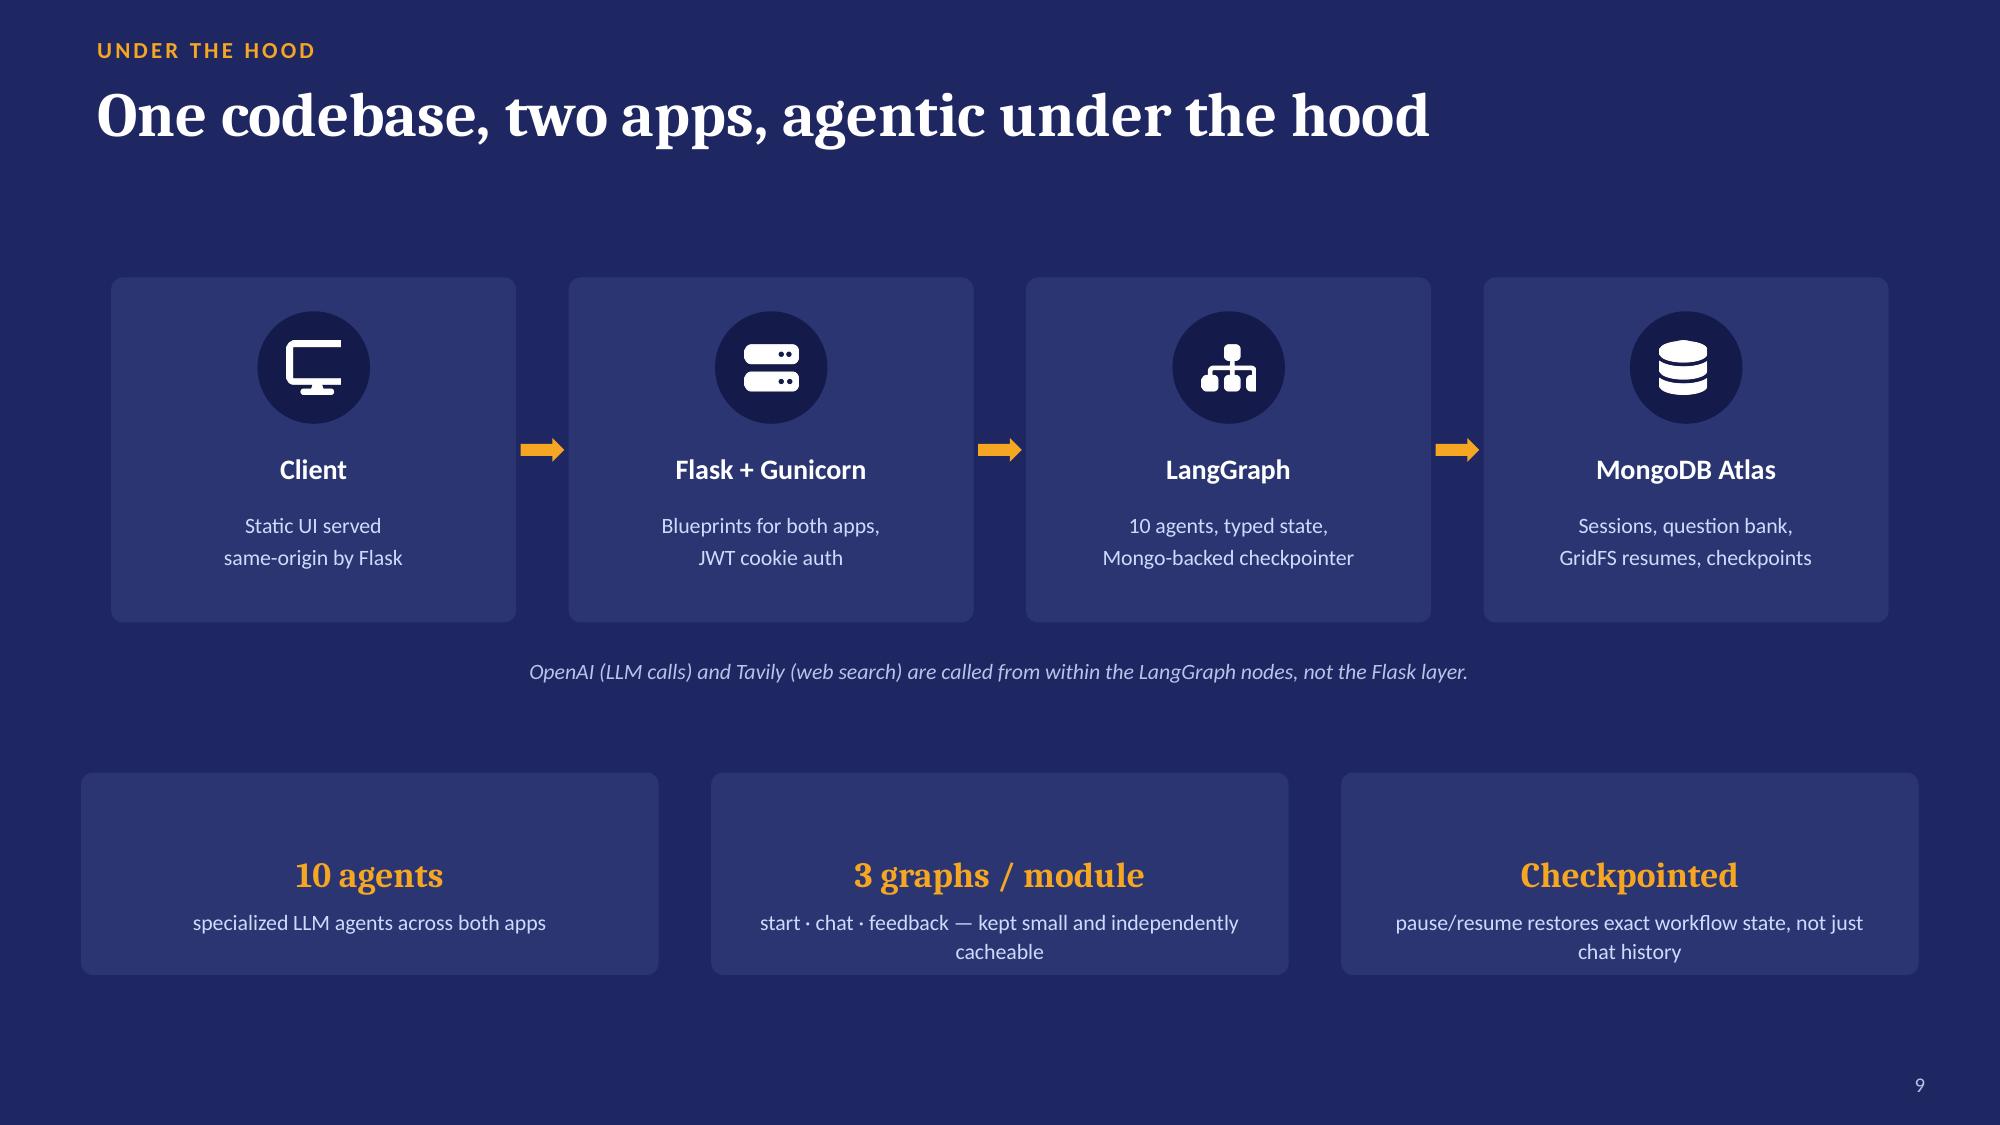 UNDER THE HOOD
One codebase, two apps, agentic under the hood
Client
Static UI served
same-origin by Flask
Flask + Gunicorn
Blueprints for both apps,
JWT cookie auth
LangGraph
10 agents, typed state,
Mongo-backed checkpointer
MongoDB Atlas
Sessions, question bank,
GridFS resumes, checkpoints
OpenAI (LLM calls) and Tavily (web search) are called from within the LangGraph nodes, not the Flask layer.
10 agents
specialized LLM agents across both apps
3 graphs / module
start · chat · feedback — kept small and independently
cacheable
Checkpointed
pause/resume restores exact workflow state, not just
chat history
9